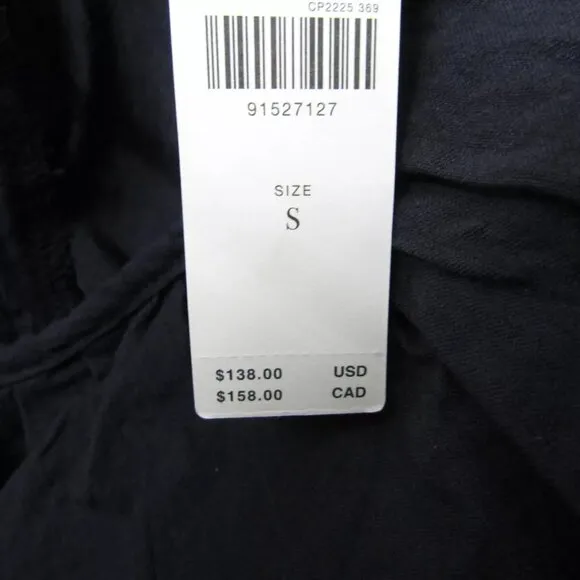 CP2225 369
91527127
SIZE
S
$138.00 USD
$158.00 CAD